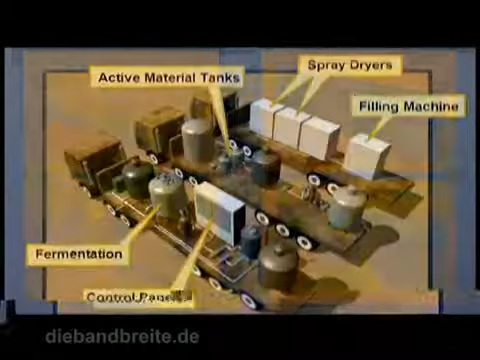 Spray Dryers
Active Material Tanks
Filling Machine
Fermentation
Control Panel
diebandbreite.de